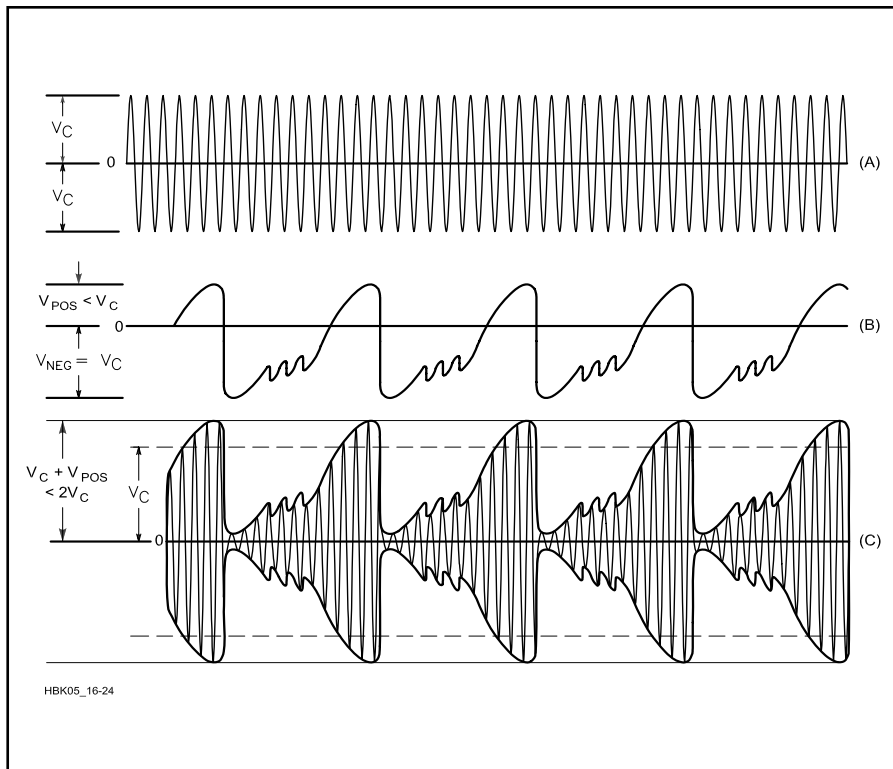 V_C
0
(A)
V_C
V_POS < V_C
0
(B)
V_NEG = V_C
V_C + V_POS
< 2V_C
V_C
0
(C)
HBK05_16-24